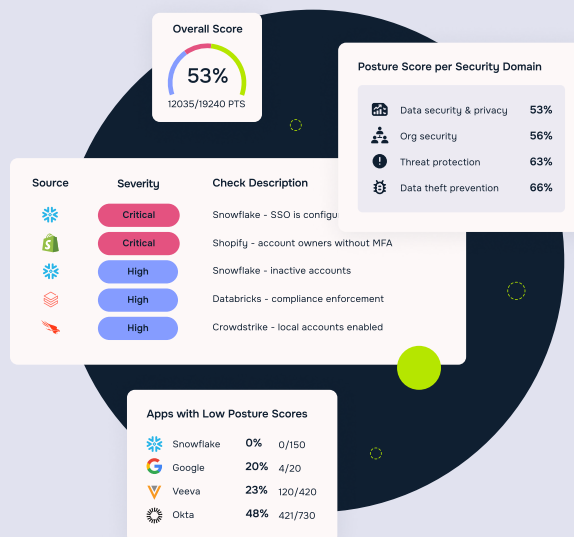 Overall Score
53%
12035/19240 PTS
Posture Score per Security Domain
Data security & privacy 53%
Org security 56%
Threat protection 63%
Data theft prevention 66%
Source Severity Check Description
Critical Snowflake - SSO is
Critical Shopify - account owners without MFA
High Snowflake - inactive accounts
High Databricks - compliance enforcement
High Crowdstrike - local accounts enabled
Apps with Low Posture Scores
Snowflake 0% 0/150
Google 20% 4/20
Veeva 23% 120/420
Okta 48% 421/730